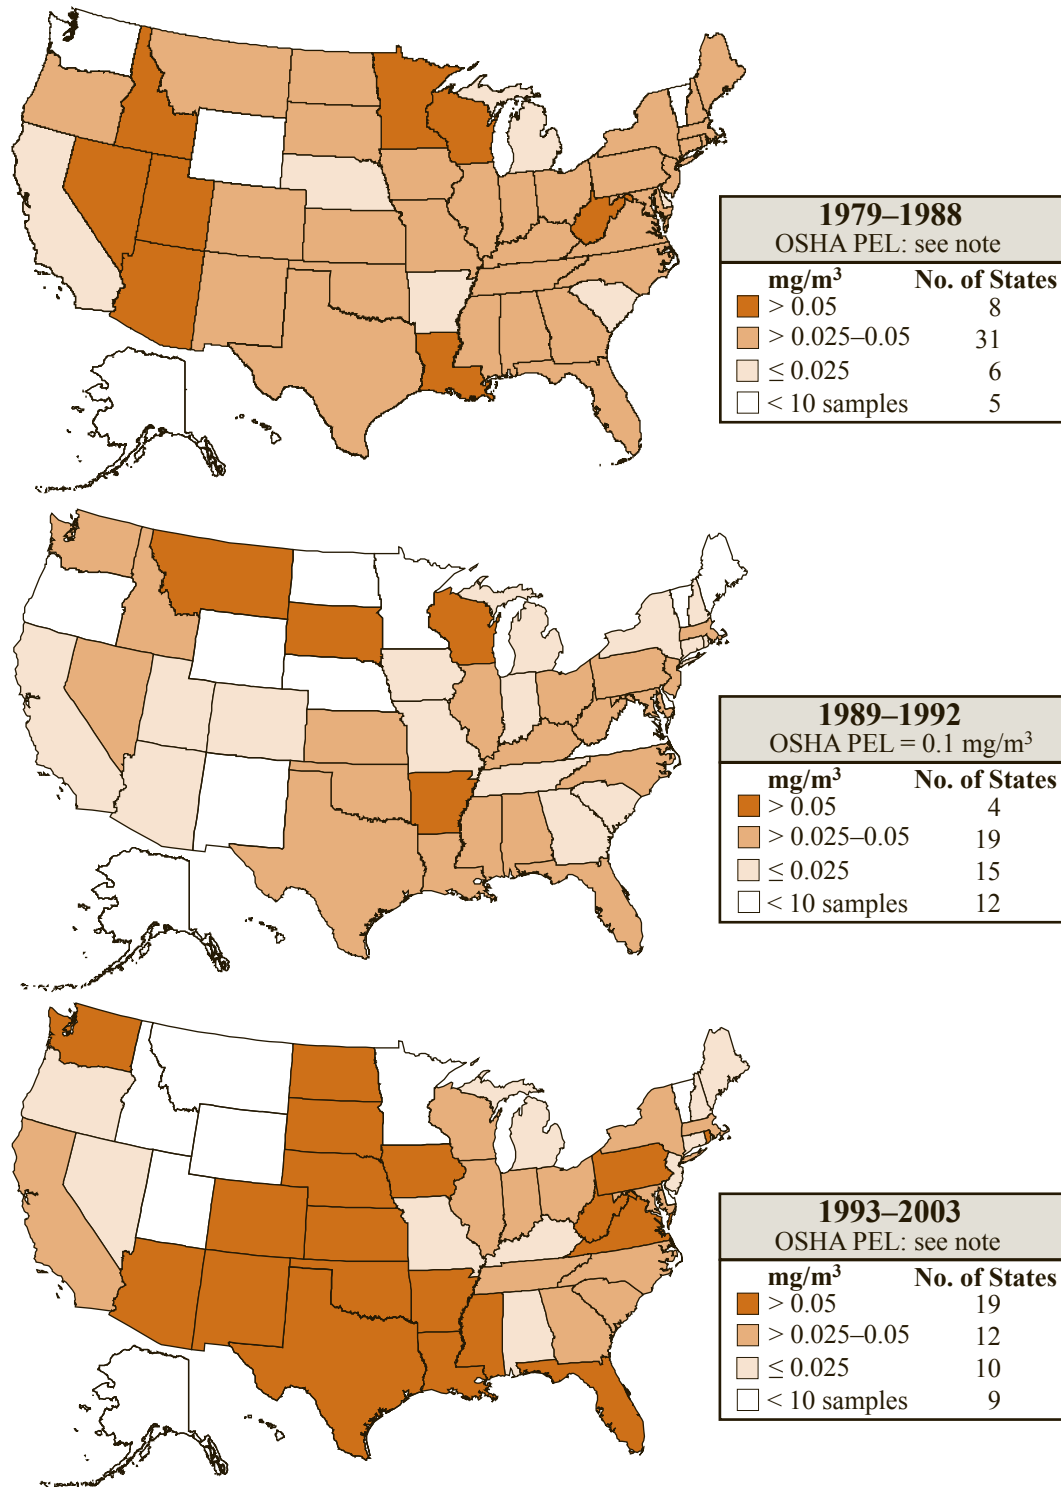 1979–1988
OSHA PEL: see note
mg/m³ No. of States
> 0.05 8
> 0.025–0.05 31
≤ 0.025 6
< 10 samples 5
1989–1992
OSHA PEL = 0.1 mg/m³
mg/m³ No. of States
> 0.05 4
> 0.025–0.05 19
≤ 0.025 15
< 10 samples 12
1993–2003
OSHA PEL: see note
mg/m³ No. of States
> 0.05 19
> 0.025–0.05 12
≤ 0.025 10
< 10 samples 9